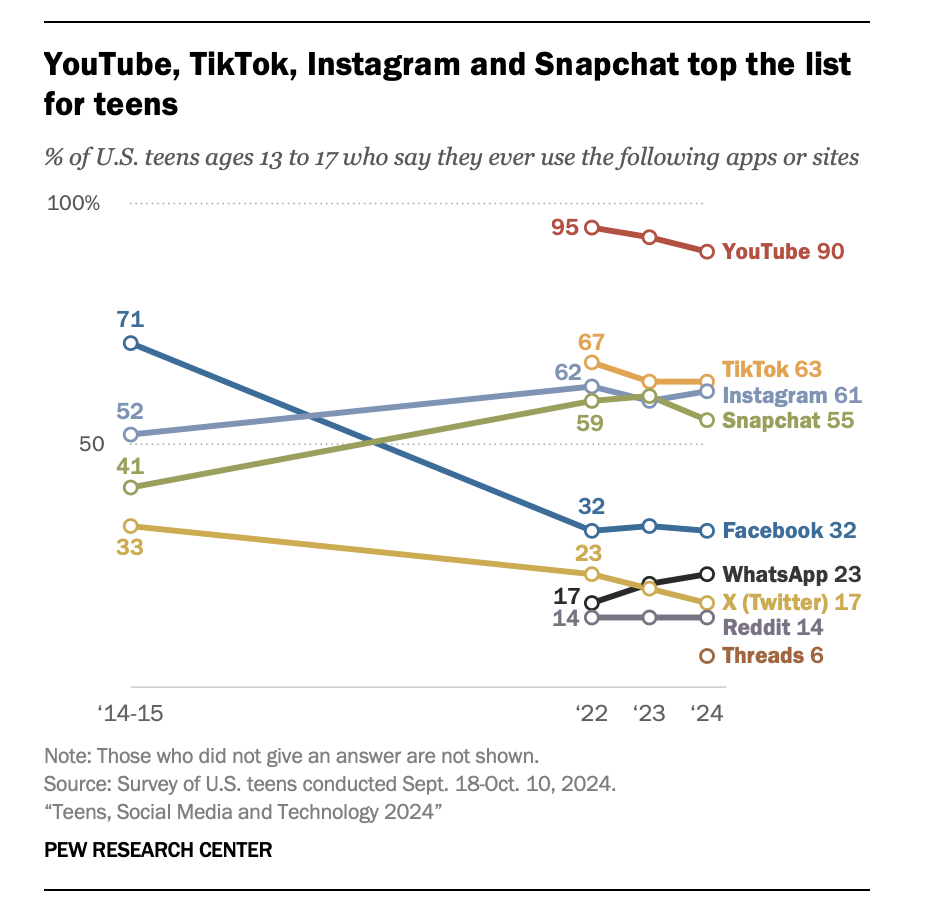 YouTube, TikTok, Instagram and Snapchat top the list
for teens
% of U.S. teens ages 13 to 17 who say they ever use the following apps or sites
100%
95
YouTube 90
71
67
TikTok 63
62
Instagram 61
52
59
Snapchat 55
50
41
32
Facebook 32
33
23
WhatsApp 23
17
X (Twitter) 17
14
Reddit 14
Threads 6
‘14-15
‘22
‘23
‘24
Note: Those who did not give an answer are not shown.
Source: Survey of U.S. teens conducted Sept. 18-Oct. 10, 2024.
“Teens, Social Media and Technology 2024”
PEW RESEARCH CENTER